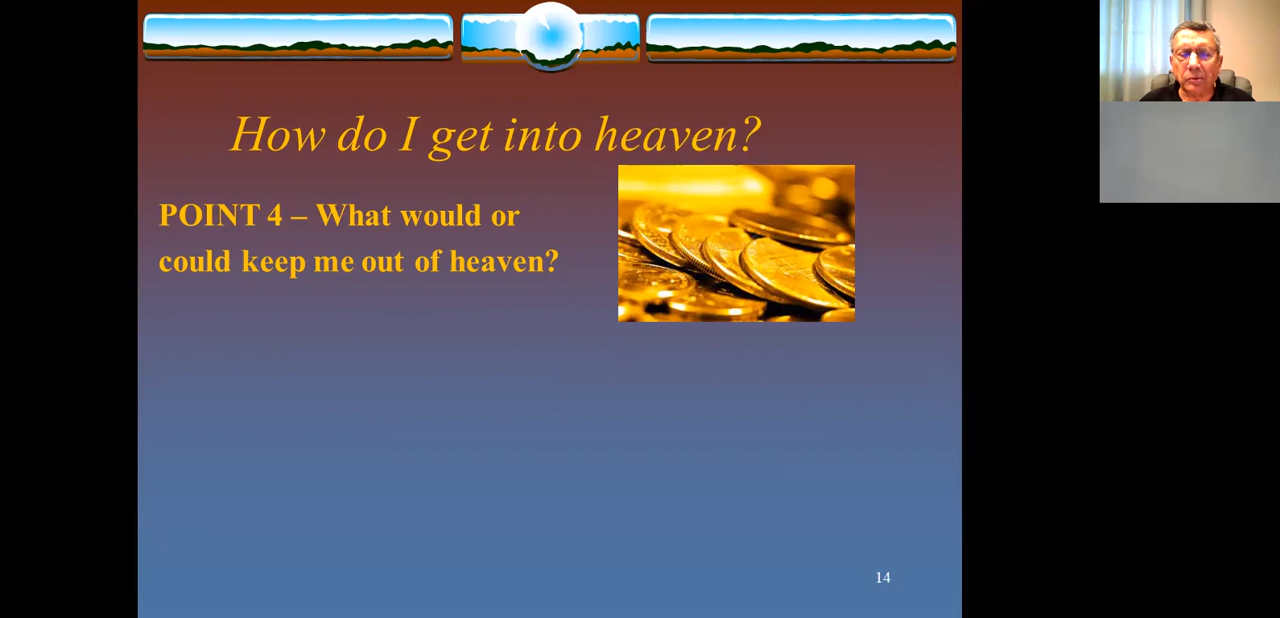 How do I get into heaven?
POINT 4 – What would or
could keep me out of heaven?
14